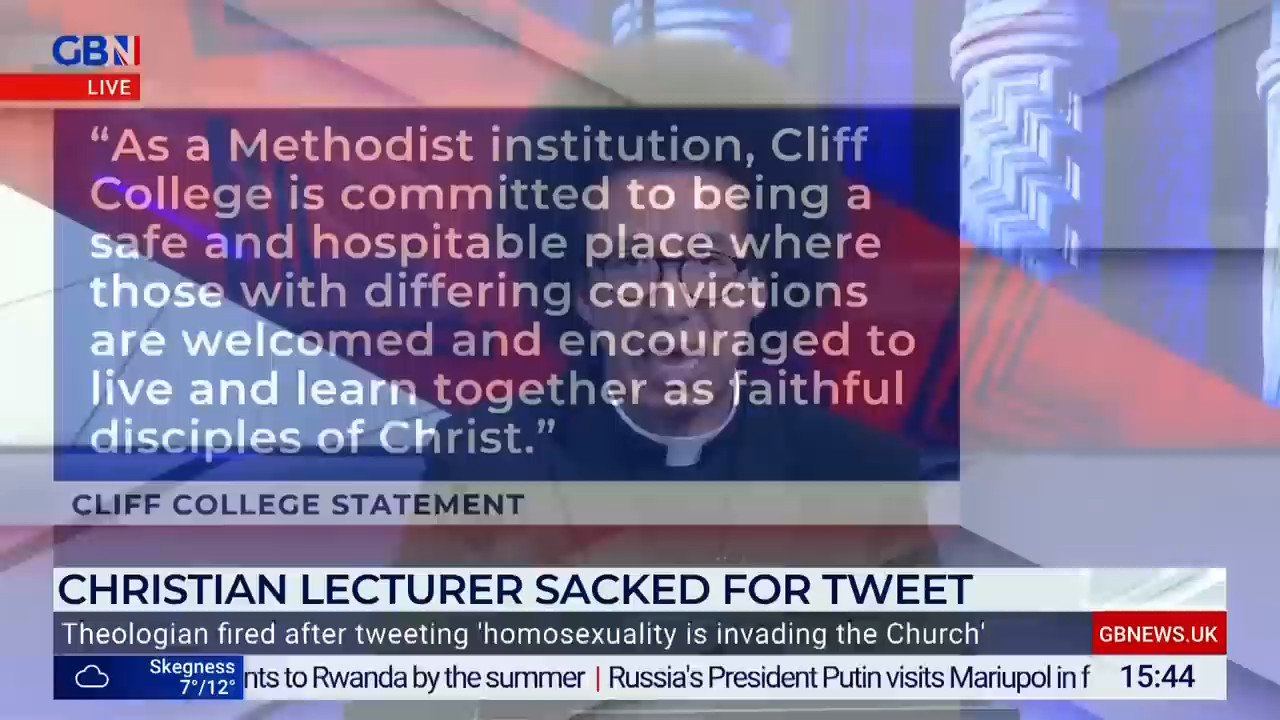 GBN
LIVE
“As a Methodist institution, Cliff
College is committed to being a
safe and hospitable place where
those with differing convictions
are welcomed and encouraged to
live and learn together as faithful
disciples of Christ.”
CLIFF COLLEGE STATEMENT
CHRISTIAN LECTURER SACKED FOR TWEET
Theologian fired after tweeting 'homosexuality is invading the Church'
GBNEWS.UK
Skegness
7°/12°
nts to Rwanda by the summer | Russia's President Putin visits Mariupol in f
15:44